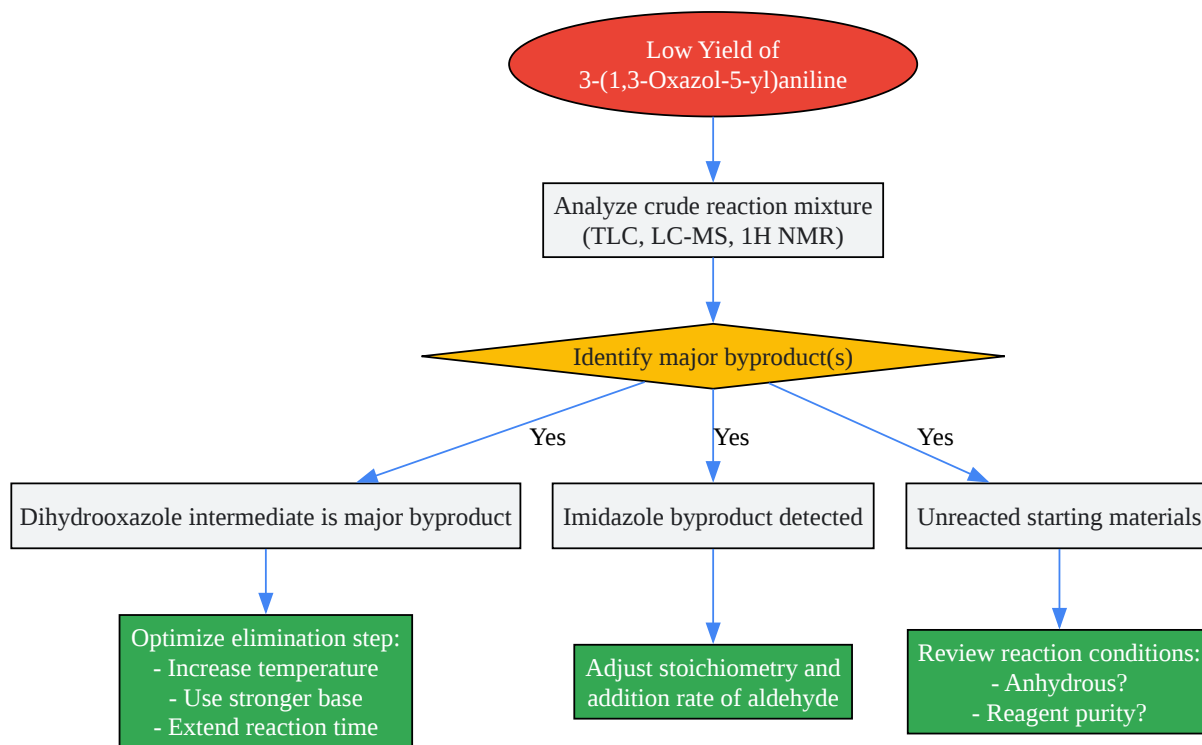 Low Yield of
3-(1,3-Oxazol-5-yl)aniline
Analyze crude reaction mixture
(TLC, LC-MS, 1H NMR)
Identify major byproduct(s)
Yes
Yes
Yes
Dihydrooxazole intermediate is major byproduct
Imidazole byproduct detected
Unreacted starting materials
Optimize elimination step:
- Increase temperature
- Use stronger base
- Extend reaction time
Adjust stoichiometry and
addition rate of aldehyde
Review reaction conditions:
- Anhydrous?
- Reagent purity?